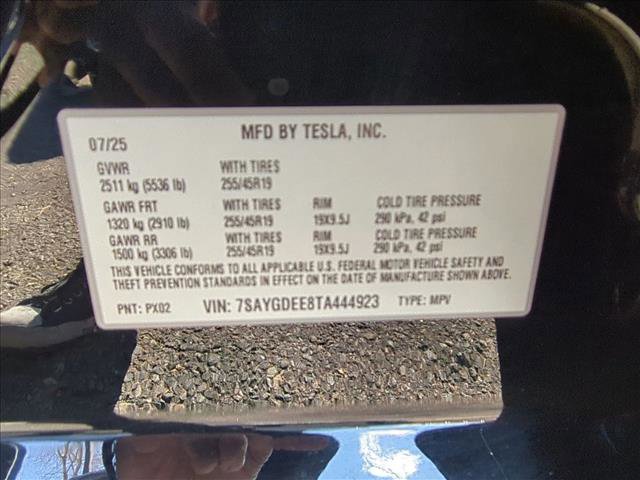 07/25 MFD BY TESLA, INC.
GVWR WITH TIRES
2511 kg (5536 lb) 255/45R19
GAWR FRT WITH TIRES RIM COLD TIRE PRESSURE
1320 kg (2910 lb) 255/45R19 19X9.5J 290 kPa, 42 psi
GAWR RR WITH TIRES RIM COLD TIRE PRESSURE
1500 kg (3306 lb) 255/45R19 19X9.5J 290 kPa, 42 psi
THIS VEHICLE CONFORMS TO ALL APPLICABLE U.S. FEDERAL MOTOR VEHICLE SAFETY AND
THEFT PREVENTION STANDARDS IN EFFECT ON THE DATE OF MANUFACTURE SHOWN ABOVE.
PNT: PX02 VIN: 7SAYGDEE8TA444923 TYPE: MPV